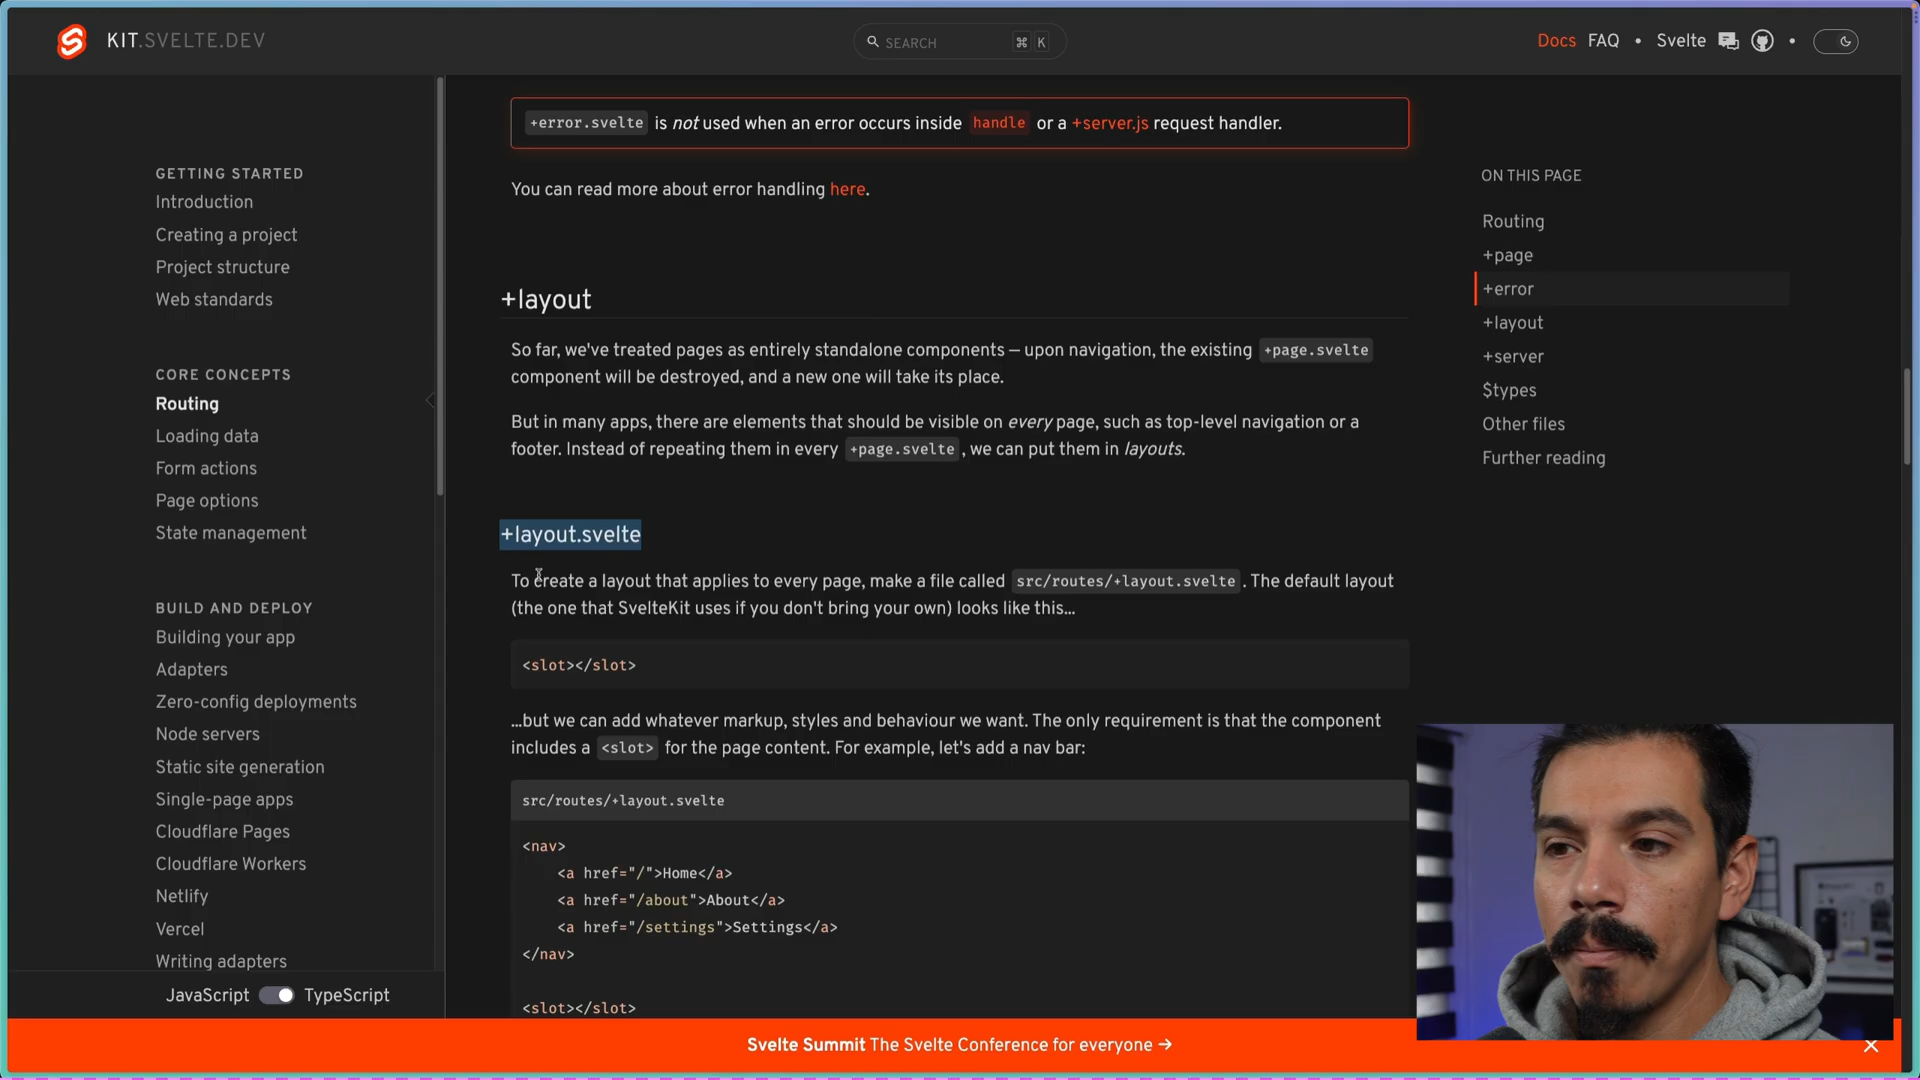 KIT.SVELTE.DEV
SEARCH ⌘ K
Docs FAQ • Svelte •
GETTING STARTED
Introduction
Creating a project
Project structure
Web standards
CORE CONCEPTS
Routing
Loading data
Form actions
Page options
State management
BUILD AND DEPLOY
Building your app
Adapters
Zero-config deployments
Node servers
Static site generation
Single-page apps
Cloudflare Pages
Cloudflare Workers
Netlify
Vercel
Writing adapters
JavaScript TypeScript
+error.svelte is not used when an error occurs inside handle or a +server.js request handler.
You can read more about error handling here.
+layout
So far, we've treated pages as entirely standalone components — upon navigation, the existing +page.svelte
component will be destroyed, and a new one will take its place.
But in many apps, there are elements that should be visible on every page, such as top-level navigation or a
footer. Instead of repeating them in every +page.svelte, we can put them in layouts.
+layout.svelte
To create a layout that applies to every page, make a file called src/routes/+layout.svelte. The default layout
(the one that SvelteKit uses if you don't bring your own) looks like this...
<slot></slot>
...but we can add whatever markup, styles and behaviour we want. The only requirement is that the component
includes a <slot> for the page content. For example, let's add a nav bar:
src/routes/+layout.svelte
<nav>
<a href="/">Home</a>
<a href="/about">About</a>
<a href="/settings">Settings</a>
</nav>
<slot></slot>
ON THIS PAGE
Routing
+page
+error
+layout
+server
$types
Other files
Further reading
Svelte Summit The Svelte Conference for everyone →